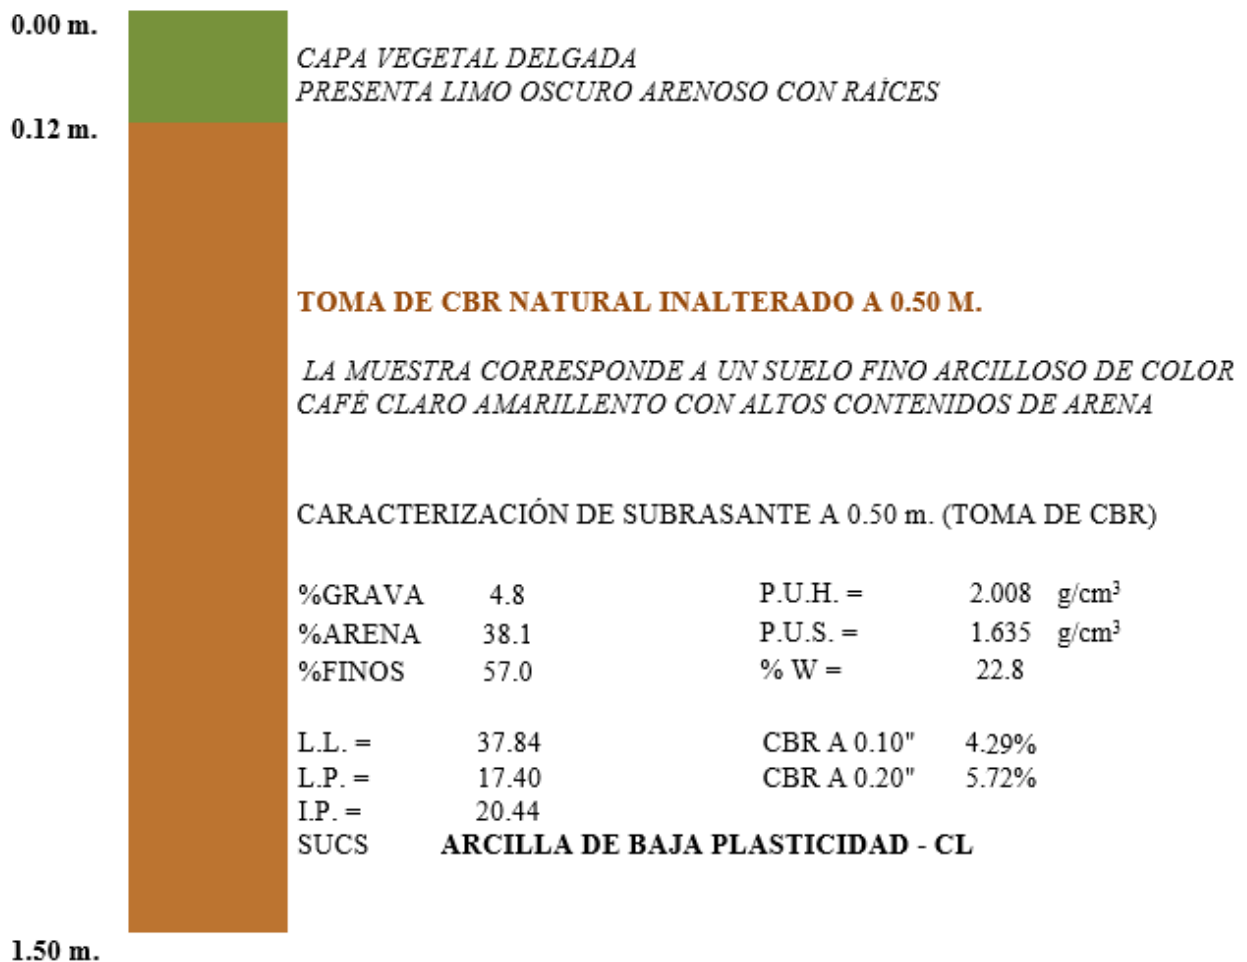 0.00 m.
CAPA VEGETAL DELGADA
PRESENTA LIMO OSCURO ARENOSO CON RAÍCES
0.12 m.
TOMA DE CBR NATURAL INALTERADO A 0.50 M.
LA MUESTRA CORRESPONDE A UN SUELO FINO ARCILLOSO DE COLOR
CAFÉ CLARO AMARILLENTO CON ALTOS CONTENIDOS DE ARENA
CARACTERIZACIÓN DE SUBRASANTE A 0.50 m. (TOMA DE CBR)
%GRAVA 4.8 P.U.H. = 2.008 g/cm³
%ARENA 38.1 P.U.S. = 1.635 g/cm³
%FINOS 57.0 % W = 22.8
L.L. = 37.84 CBR A 0.10" 4.29%
L.P. = 17.40 CBR A 0.20" 5.72%
I.P. = 20.44
SUCS ARCILLA DE BAJA PLASTICIDAD - CL
1.50 m.